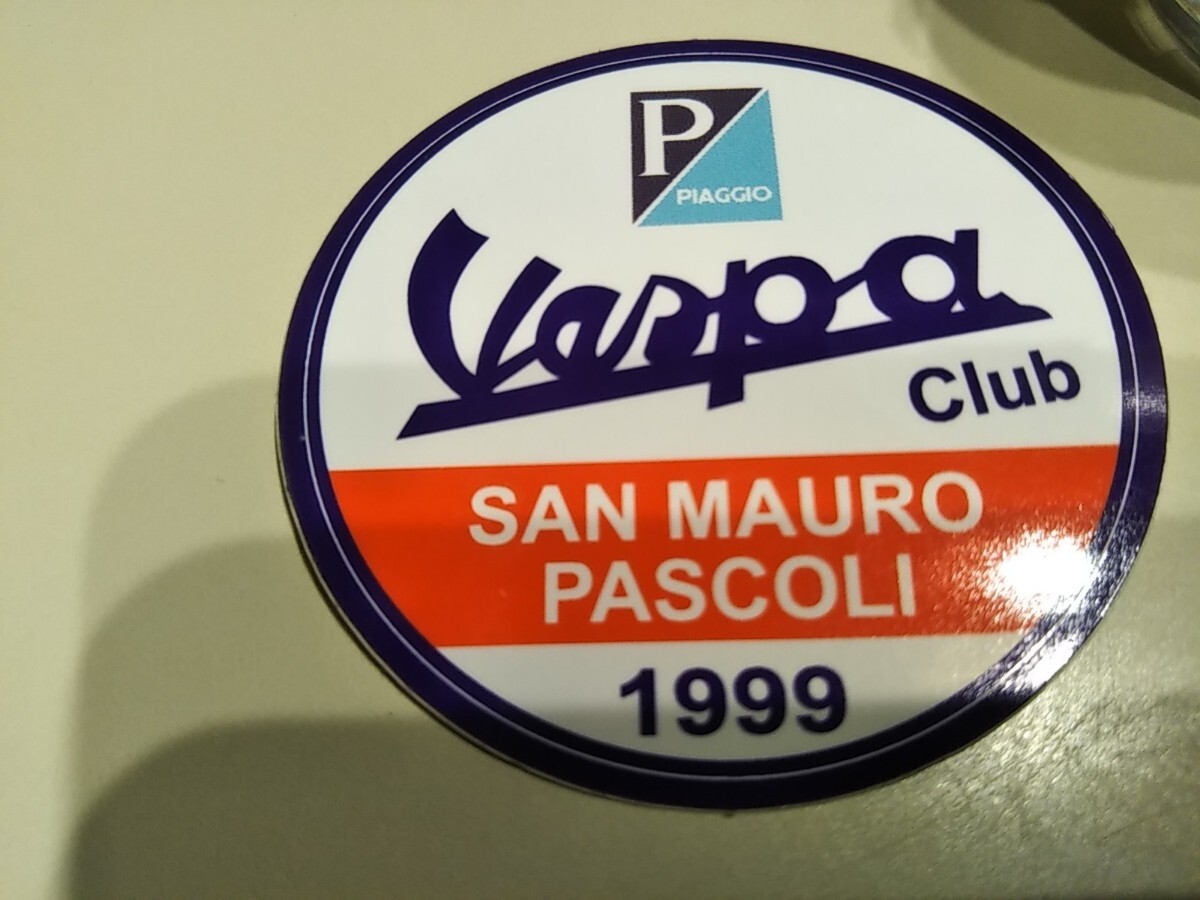 P
PIAGGIO
Vespa
Club
SAN MAURO
PASCOLI
1999